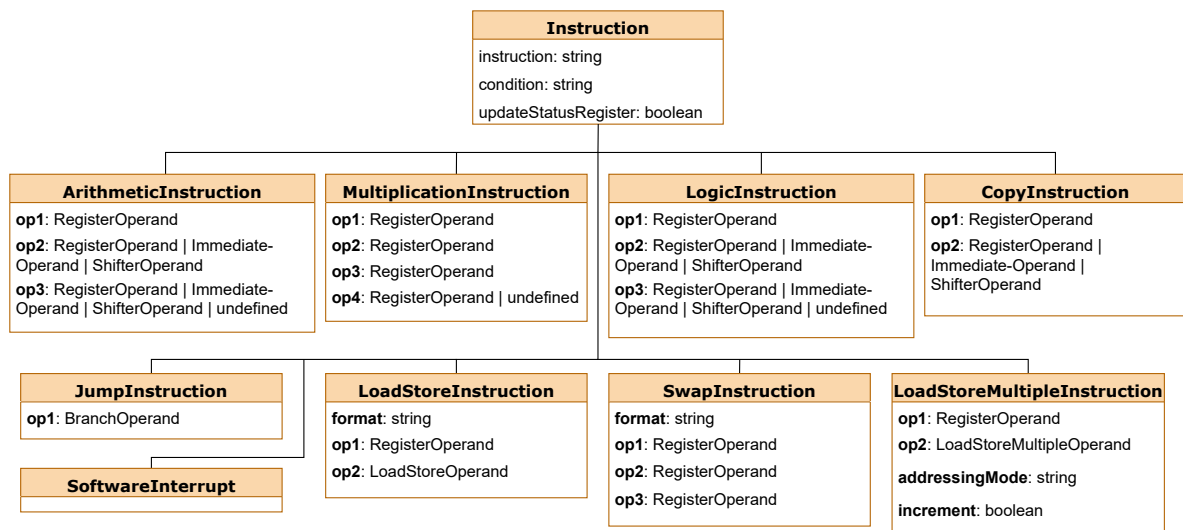 Instruction
instruction: string
condition: string
updateStatusRegister: boolean
ArithmeticInstruction
op1: RegisterOperand
op2: RegisterOperand | Immediate-
Operand | ShifterOperand
op3: RegisterOperand | Immediate-
Operand | ShifterOperand | undefined
MultiplicationInstruction
op1: RegisterOperand
op2: RegisterOperand
op3: RegisterOperand
op4: RegisterOperand | undefined
LogicInstruction
op1: RegisterOperand
op2: RegisterOperand | Immediate-
Operand | ShifterOperand
op3: RegisterOperand | Immediate-
Operand | ShifterOperand | undefined
CopyInstruction
op1: RegisterOperand
op2: RegisterOperand |
Immediate-Operand |
ShifterOperand
JumpInstruction
op1: BranchOperand
SoftwareInterrupt
LoadStoreInstruction
format: string
op1: RegisterOperand
op2: LoadStoreOperand
SwapInstruction
format: string
op1: RegisterOperand
op2: RegisterOperand
op3: RegisterOperand
LoadStoreMultipleInstruction
op1: RegisterOperand
op2: LoadStoreMultipleOperand
addressingMode: string
increment: boolean